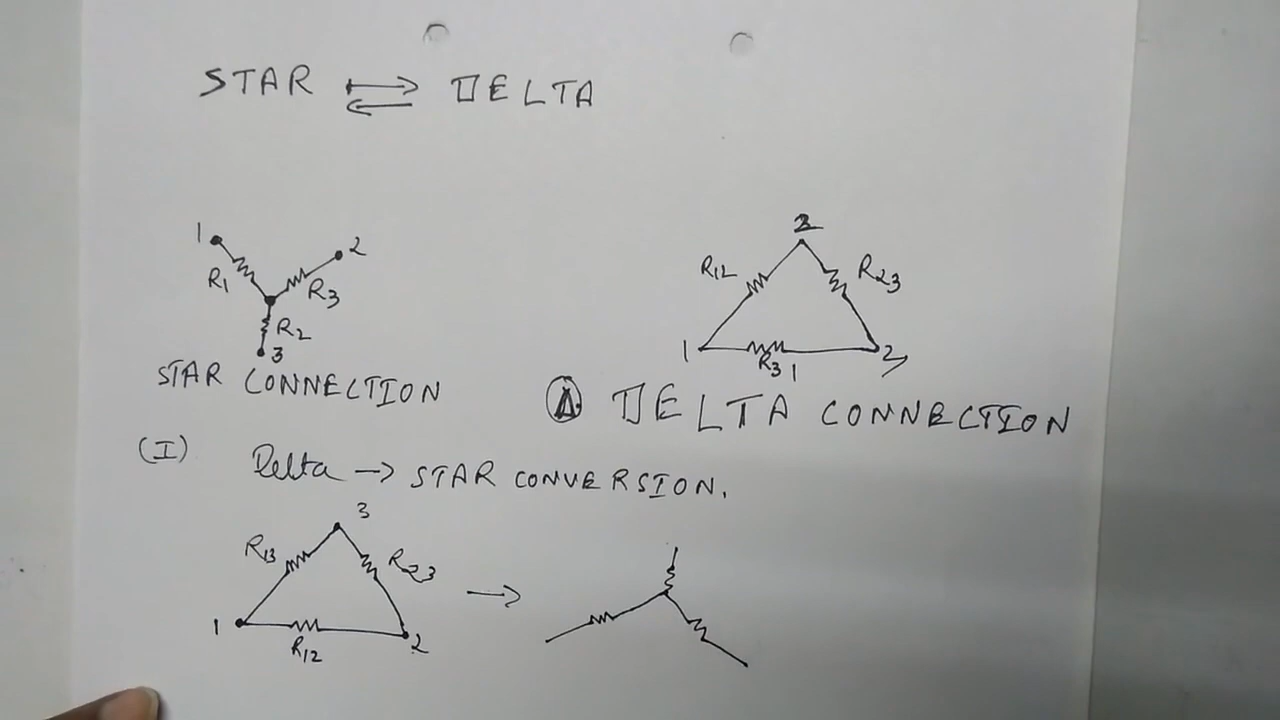 STAR ⇌ DELTA
1 2
R1 R3
R2
3
STAR CONNECTION
R12 R23
1 2
R31
Δ DELTA CONNECTION
(I) Delta → STAR CONVERSION.
3
R13 R23 →
1 2
R12